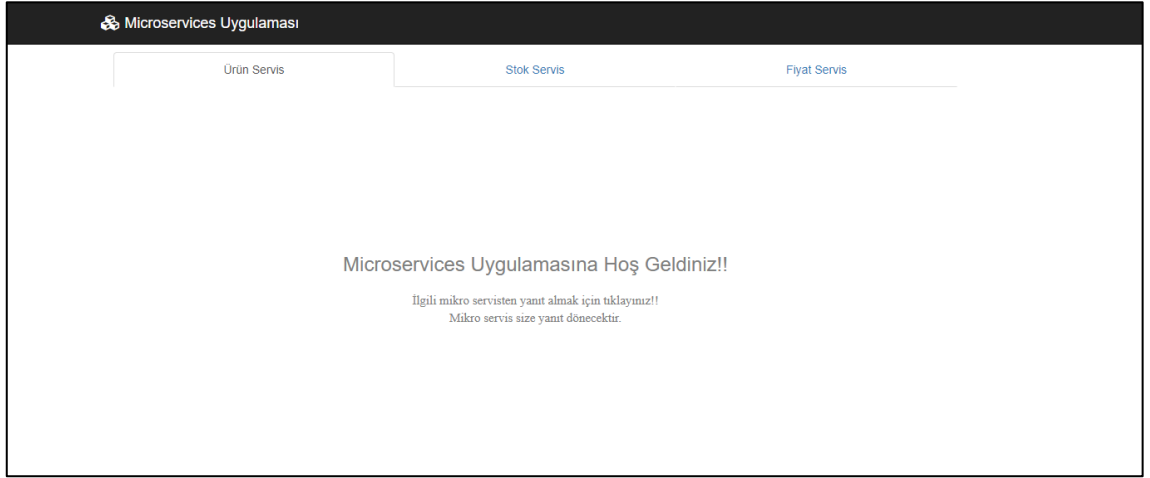 Microservices Uygulaması
Ürün Servis Stok Servis Fiyat Servis
Microservices Uygulamasına Hoş Geldiniz!!
İlgili mikro servisten yanıt almak için tıklayınız!!
Mikro servis size yanıt dönecektir.